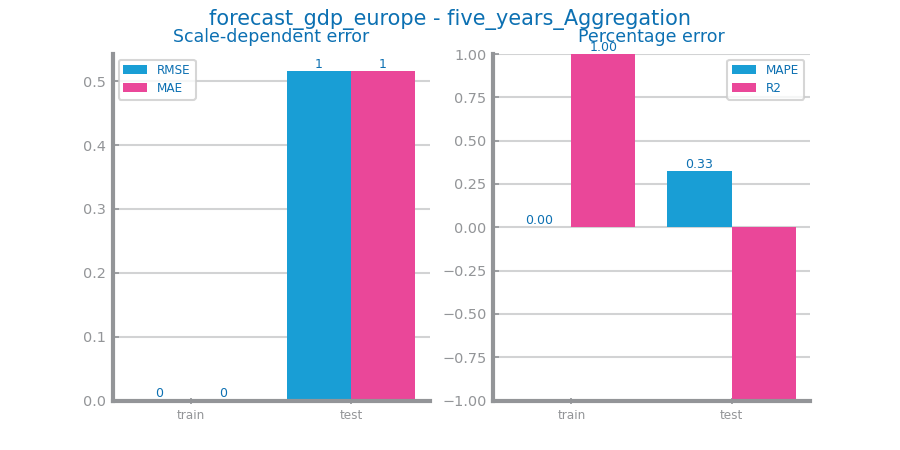 forecast_gdp_europe - five_years_Aggregation
Scale-dependent error
RMSE
MAE
0.5
0.4
0.3
0.2
0.1
0.0
0
0
1
1
train
test
Percentage error
MAPE
R2
1.00
0.75
0.50
0.25
0.00
−0.25
−0.50
−0.75
−1.00
0.00
1.00
0.33
train
test